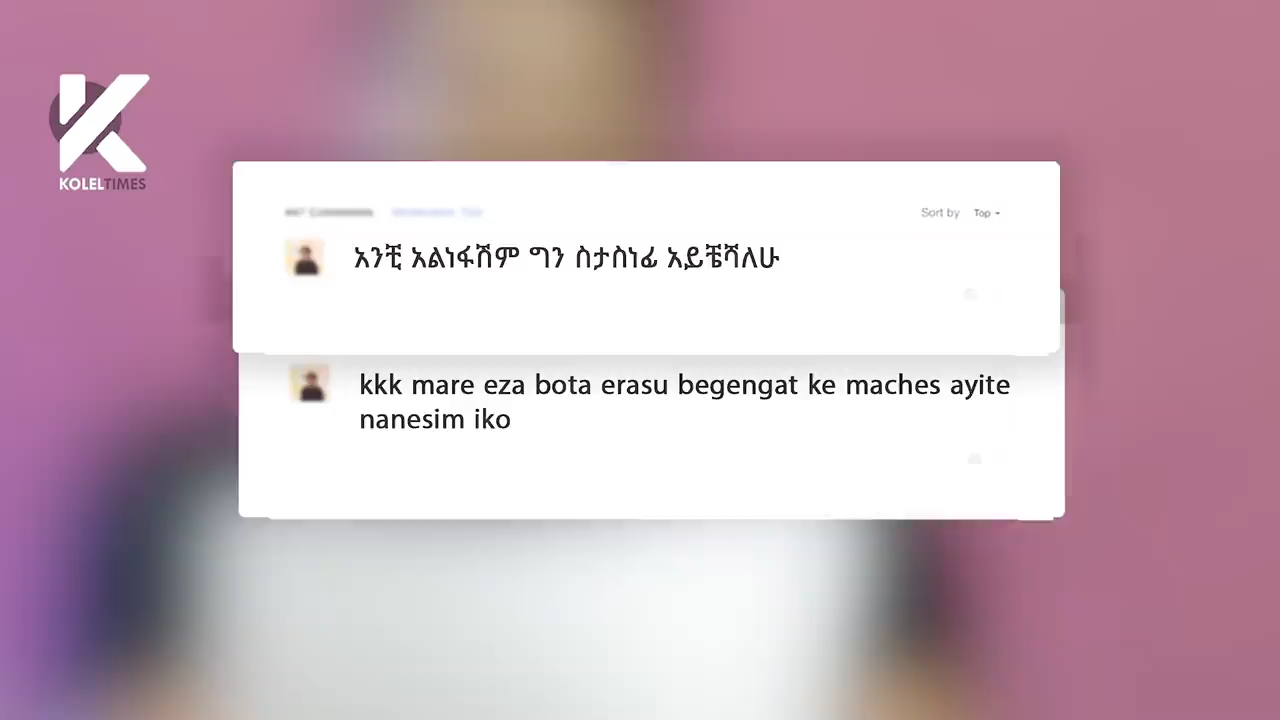 KOLELTIMES
Sort by Top
አንቺ አልነፋሽም ግን ስታስነፊ አይቼሻለሁ
kkk mare eza bota erasu begengat ke maches ayite
nanesim iko